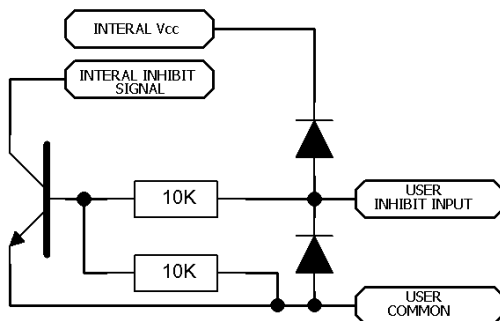 INTERAL Vcc
INTERAL INHIBIT
SIGNAL
10K
USER
INHIBIT INPUT
10K
USER
COMMON